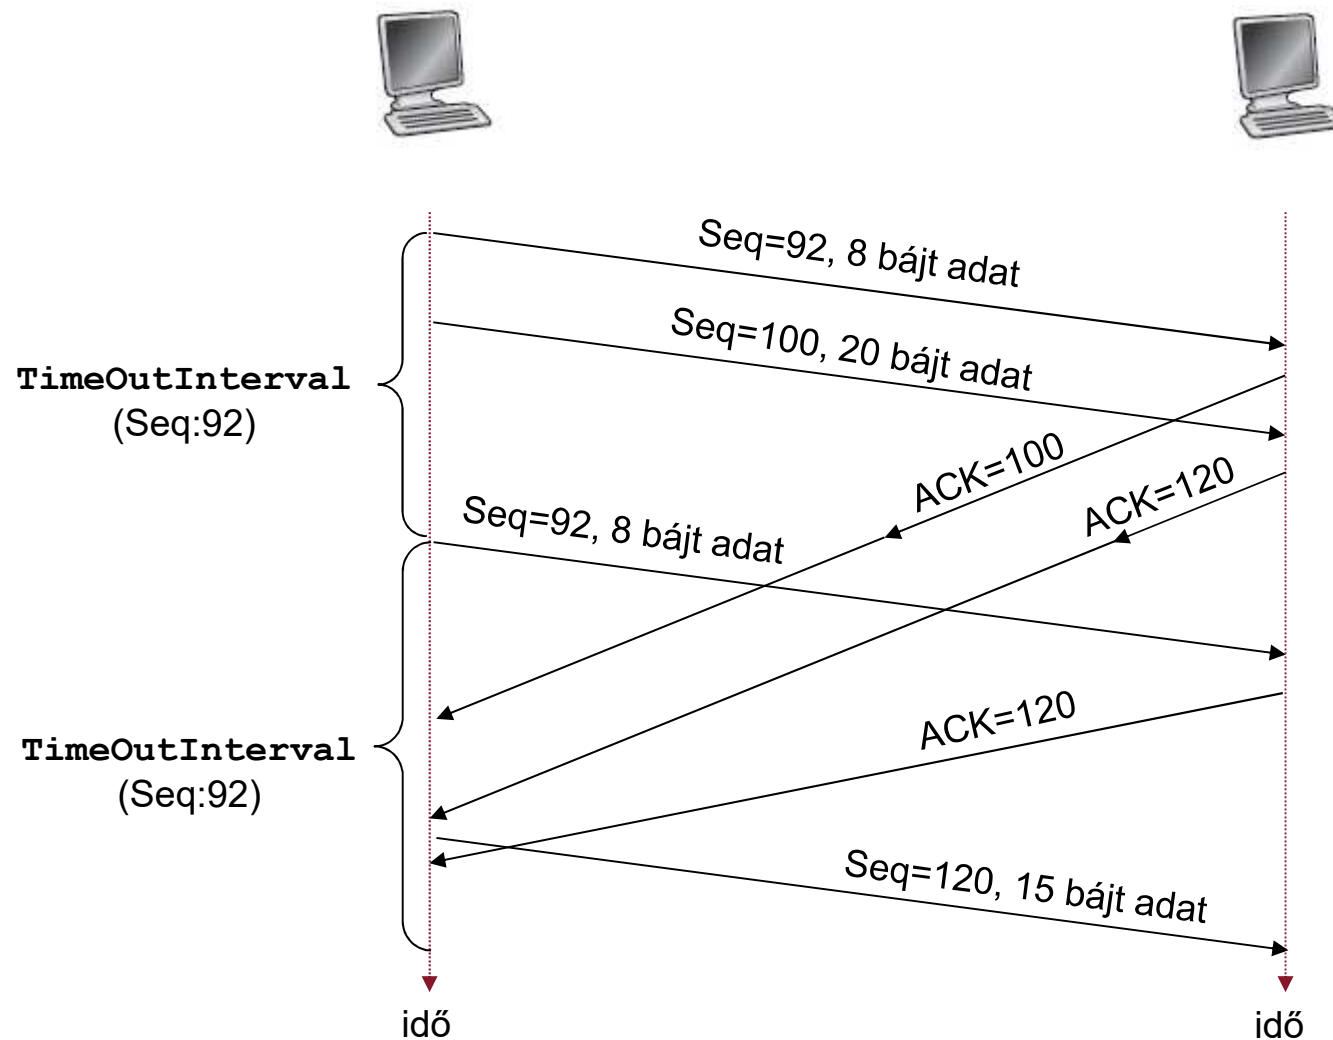 Seq=92, 8 bájt adat
Seq=100, 20 bájt adat
TimeOutInterval
(Seq:92)
ACK=100
ACK=120
Seq=92, 8 bájt adat
ACK=120
TimeOutInterval
(Seq:92)
Seq=120, 15 bájt adat
idő
idő